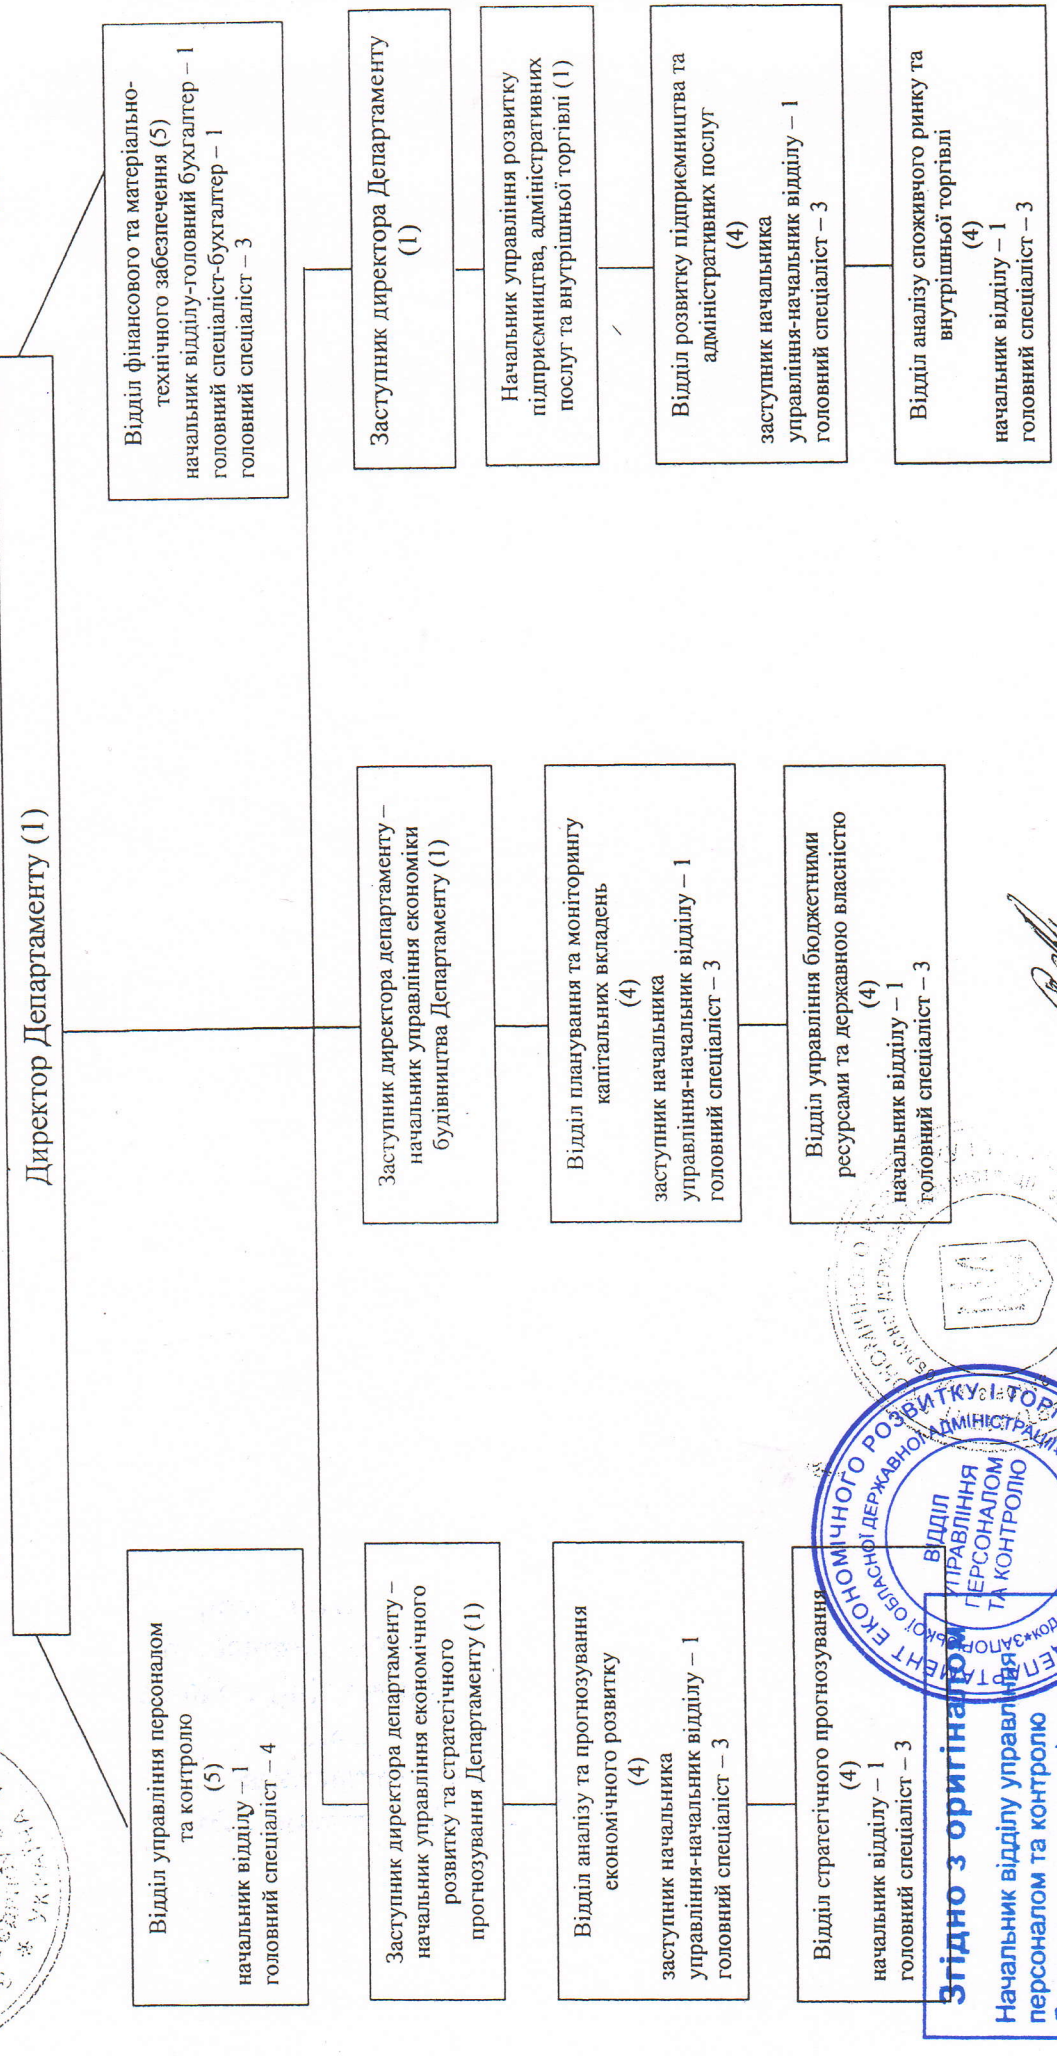 Директор Департаменту (1)
Відділ управління персоналом
та контролю
(5)
начальник відділу – 1
головний спеціаліст – 4
Відділ фінансового та матеріально-
технічного забезпечення (5)
начальник відділу-головний бухгалтер – 1
головний спеціаліст-бухгалтер – 1
головний спеціаліст – 3
Заступник директора департаменту –
начальник управління економічного
розвитку та стратегічного
прогнозування Департаменту (1)
Відділ аналізу та прогнозування
економічного розвитку
(4)
заступник начальника
управління-начальник відділу – 1
головний спеціаліст – 3
Відділ стратегічного прогнозування
(4)
начальник відділу – 1
головний спеціаліст – 3
Заступник директора департаменту –
начальник управління економіки
будівництва Департаменту (1)
Відділ планування та моніторингу
капітальних вкладень
(4)
заступник начальника
управління-начальник відділу – 1
головний спеціаліст – 3
Відділ управління бюджетними
ресурсами та державною власністю
(4)
начальник відділу – 1
головний спеціаліст – 3
Заступник директора Департаменту
(1)
Начальник управління розвитку
підприємництва, адміністративних
послуг та внутрішньої торгівлі (1)
Відділ розвитку підприємництва та
адміністративних послуг
(4)
заступник начальника
управління-начальник відділу – 1
головний спеціаліст – 3
Відділ аналізу споживчого ринку та
внутрішньої торгівлі
(4)
начальник відділу – 1
головний спеціаліст – 3
Згідно з оригіналом
Начальник відділу управління
персоналом та контролю
ЕКОНОМІЧНОГО РОЗВИТКУ І
ОБЛАСНОЇ ДЕРЖАВНОЇ АДМІНІСТРАЦІЇ
ВІДДІЛ
УПРАВЛІННЯ
ПЕРСОНАЛОМ
ТА КОНТРОЛЮ
УКРАЇНА